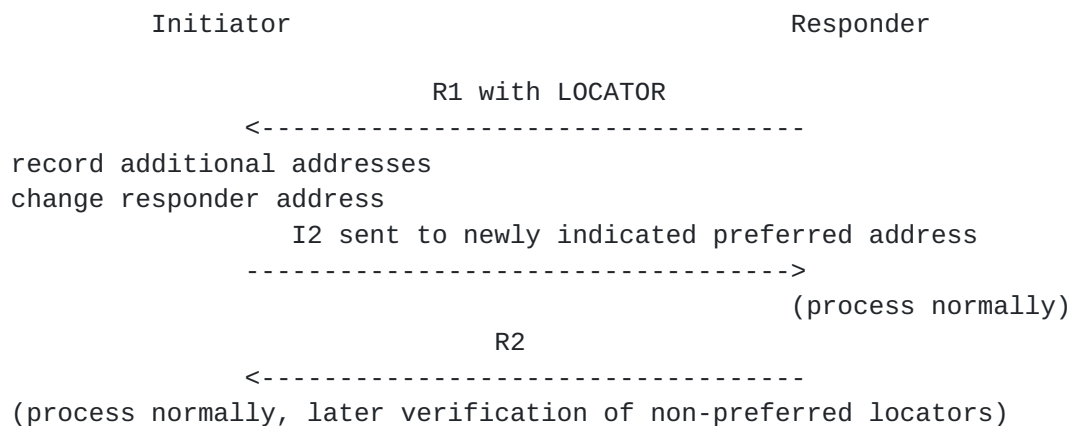 Initiator                                Responder
R1 with LOCATOR
<-----------------------------------
record additional addresses
change responder address
I2 sent to newly indicated preferred address
----------------------------------->
(process normally)
R2
<-----------------------------------
(process normally, later verification of non-preferred locators)